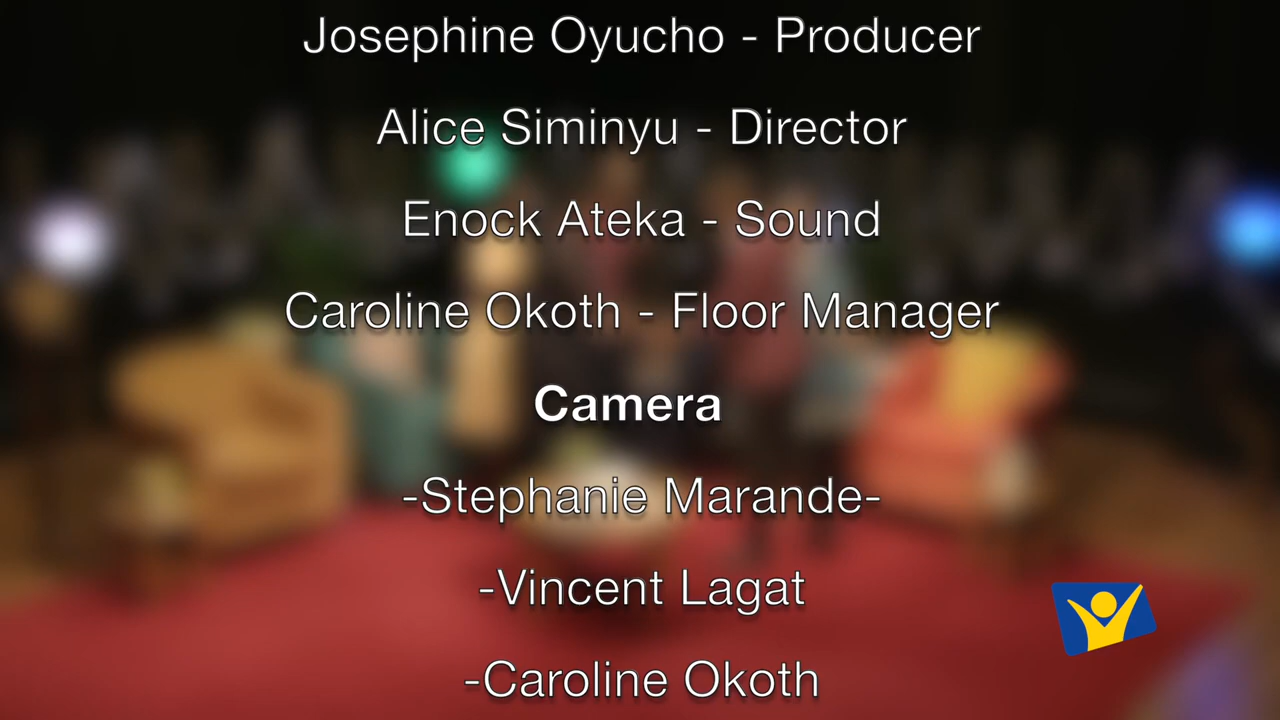 Josephine Oyucho - Producer
Alice Siminyu - Director
Enock Ateka - Sound
Caroline Okoth - Floor Manager
Camera
-Stephanie Marande-
-Vincent Lagat
-Caroline Okoth